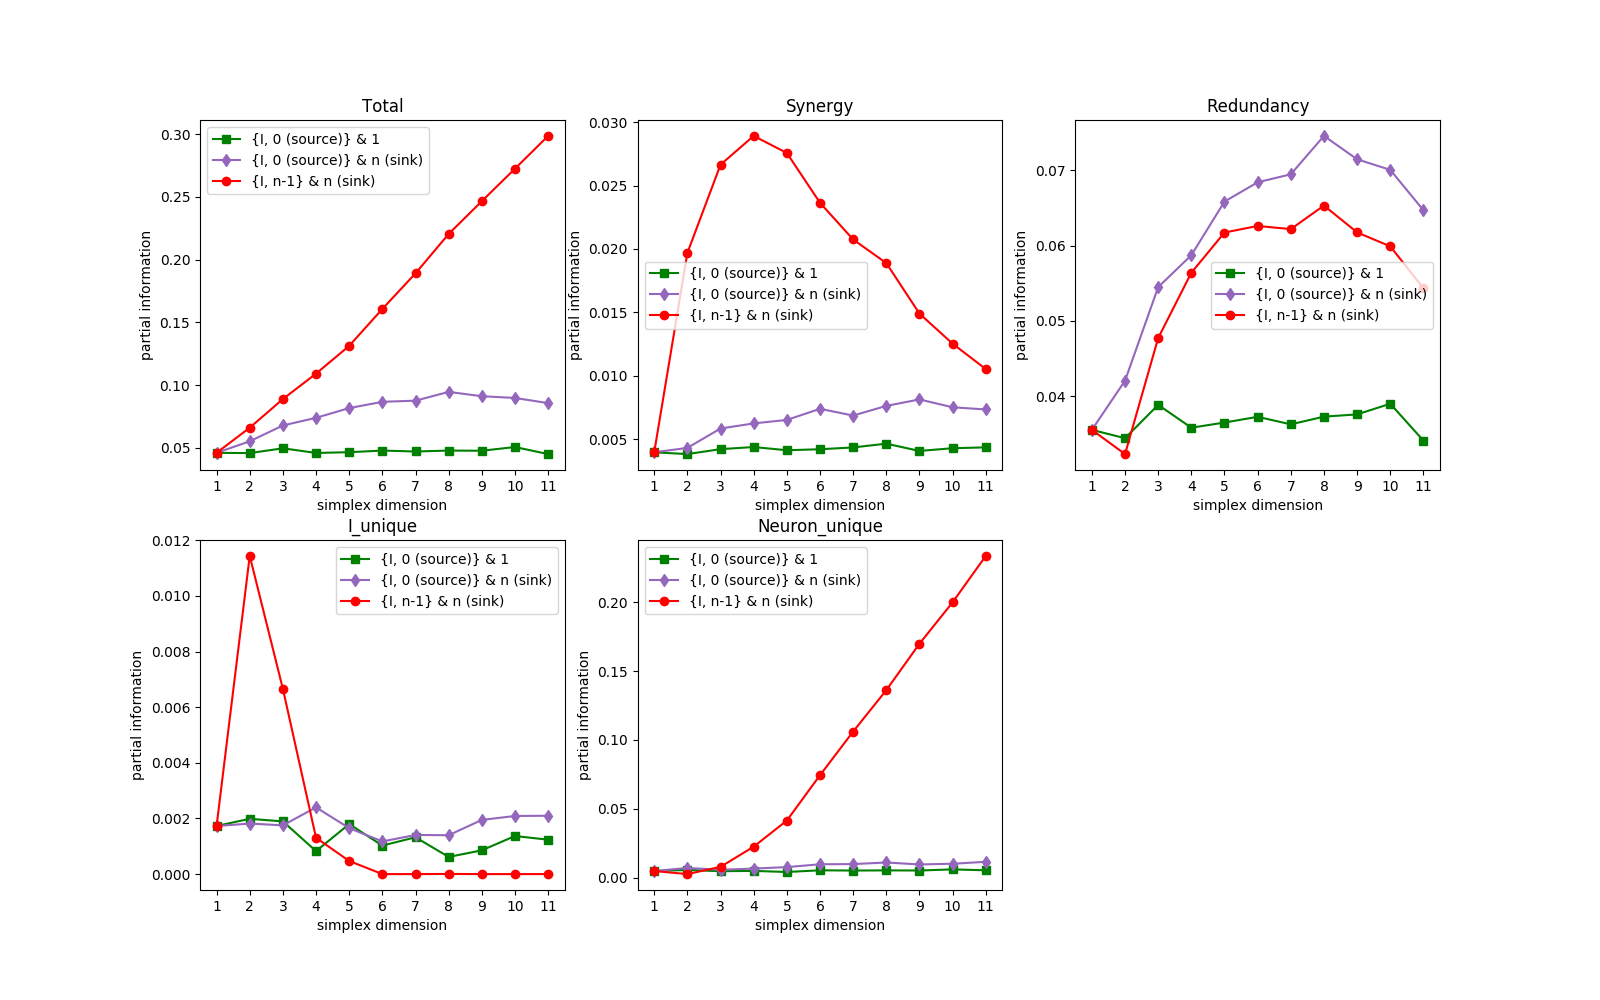 Total
0.30
0.25
0.20
0.15
0.10
0.05
partial information
{I, 0 (source)} & 1
{I, 0 (source)} & n (sink)
{I, n-1} & n (sink)
1 2 3 4 5 6 7 8 9 10 11
simplex dimension
Synergy
0.030
0.025
0.020
0.015
0.010
0.005
partial information
{I, 0 (source)} & 1
{I, 0 (source)} & n (sink)
{I, n-1} & n (sink)
1 2 3 4 5 6 7 8 9 10 11
simplex dimension
Redundancy
0.07
0.06
0.05
0.04
partial information
{I, 0 (source)} & 1
{I, 0 (source)} & n (sink)
{I, n-1} & n (sink)
1 2 3 4 5 6 7 8 9 10 11
simplex dimension
I_unique
0.012
0.010
0.008
0.006
0.004
0.002
0.000
partial information
{I, 0 (source)} & 1
{I, 0 (source)} & n (sink)
{I, n-1} & n (sink)
1 2 3 4 5 6 7 8 9 10 11
simplex dimension
Neuron_unique
0.20
0.15
0.10
0.05
0.00
partial information
{I, 0 (source)} & 1
{I, 0 (source)} & n (sink)
{I, n-1} & n (sink)
1 2 3 4 5 6 7 8 9 10 11
simplex dimension